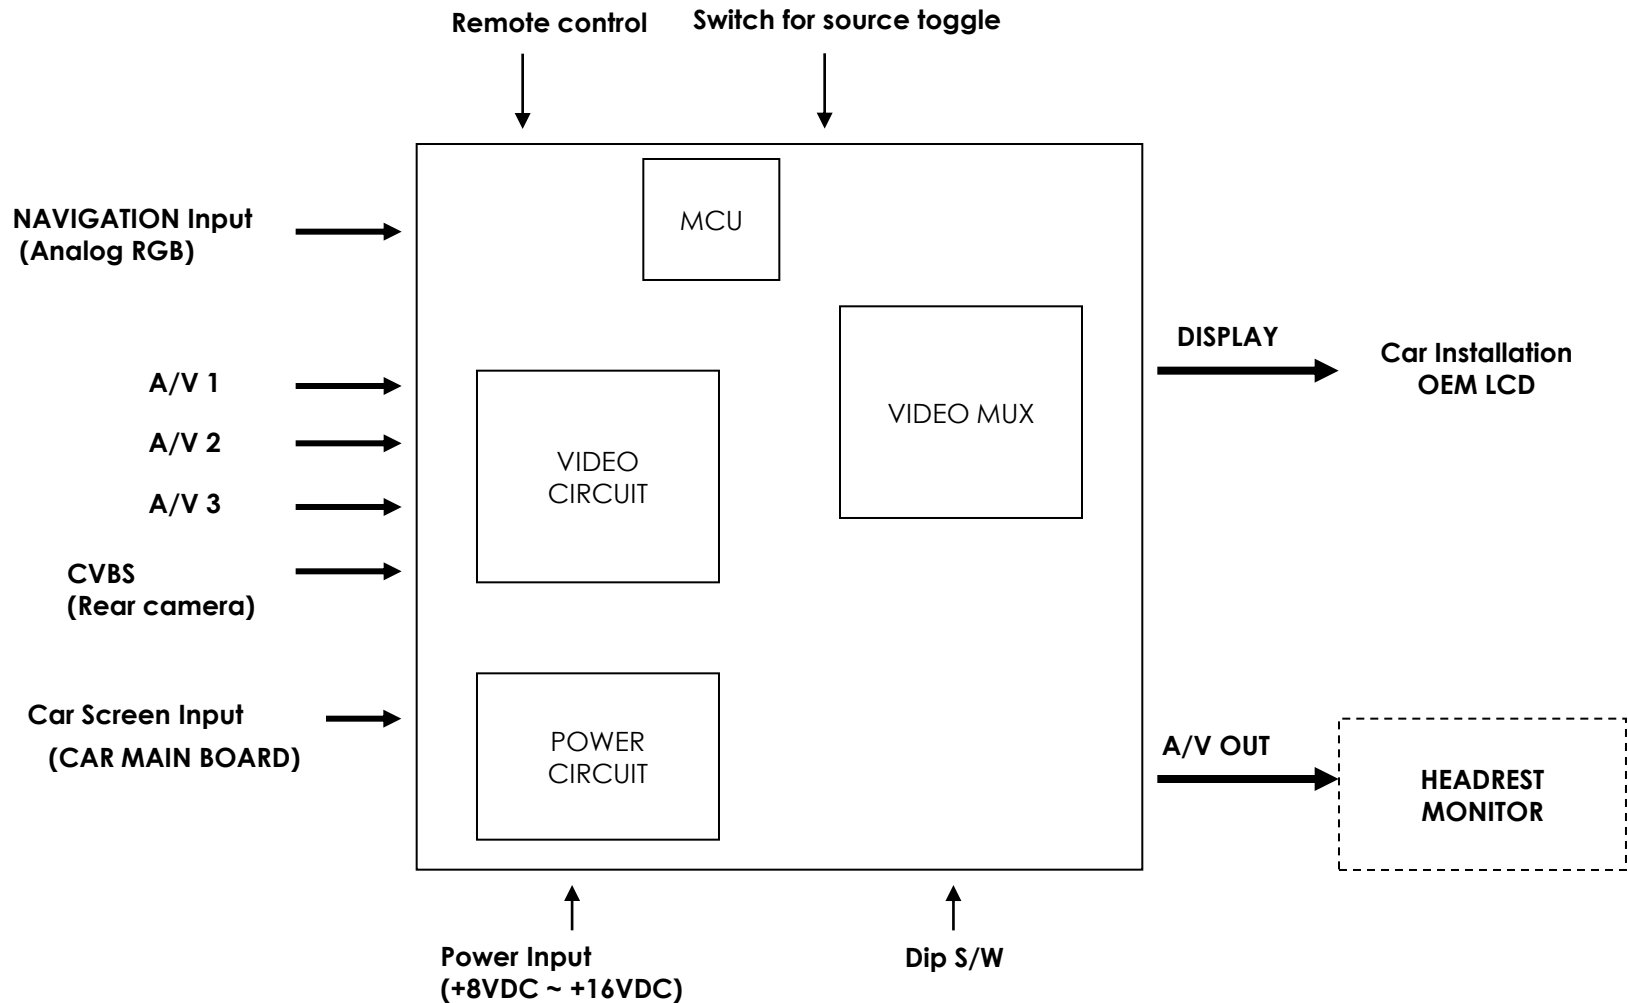 Remote control
Switch for source toggle
NAVIGATION Input
(Analog RGB)
MCU
DISPLAY
Car Installation
OEM LCD
A/V 1
A/V 2
A/V 3
VIDEO MUX
VIDEO
CIRCUIT
CVBS
(Rear camera)
Car Screen Input
(CAR MAIN BOARD)
POWER
CIRCUIT
A/V OUT
HEADREST
MONITOR
Power Input
(+8VDC ~ +16VDC)
Dip S/W